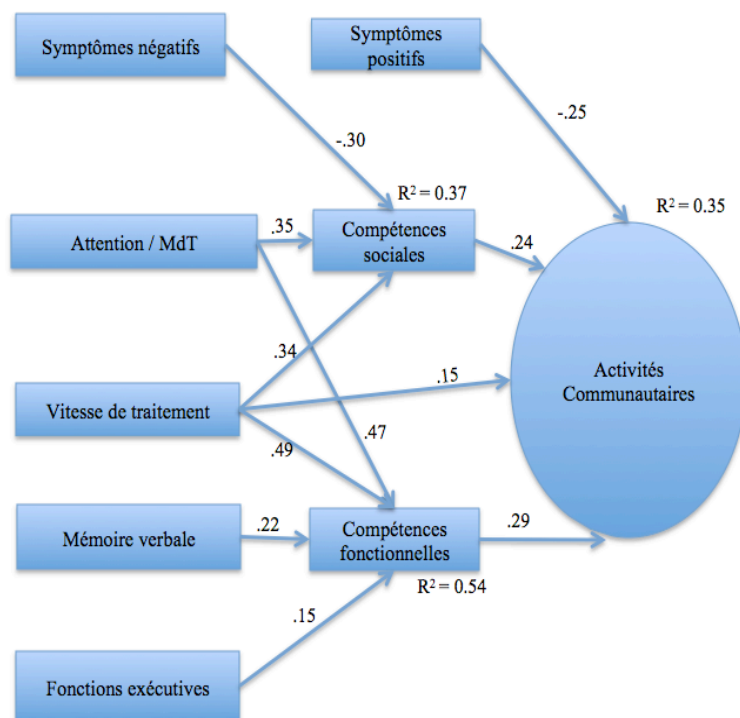 Symptômes négatifs
Symptômes
positifs
-.30
-.25
R² = 0.37
R² = 0.35
Attention / MdT
.35
Compétences
sociales
.24
.34
Activités
Communautaires
Vitesse de traitement
.15
.47
.49
Mémoire verbale
.22
Compétences
fonctionnelles
.29
R² = 0.54
.15
Fonctions exécutives